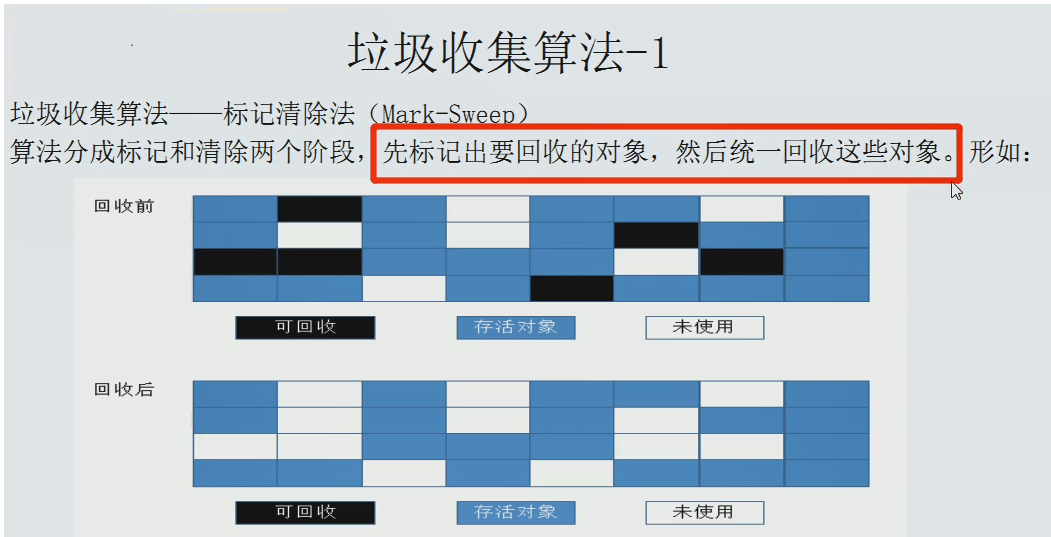 垃圾收集算法-1
垃圾收集算法——标记清除法（Mark-Sweep）
算法分成标记和清除两个阶段，先标记出要回收的对象，然后统一回收这些对象。形如：
回收前
可回收 存活对象 未使用
回收后
可回收 存活对象 未使用